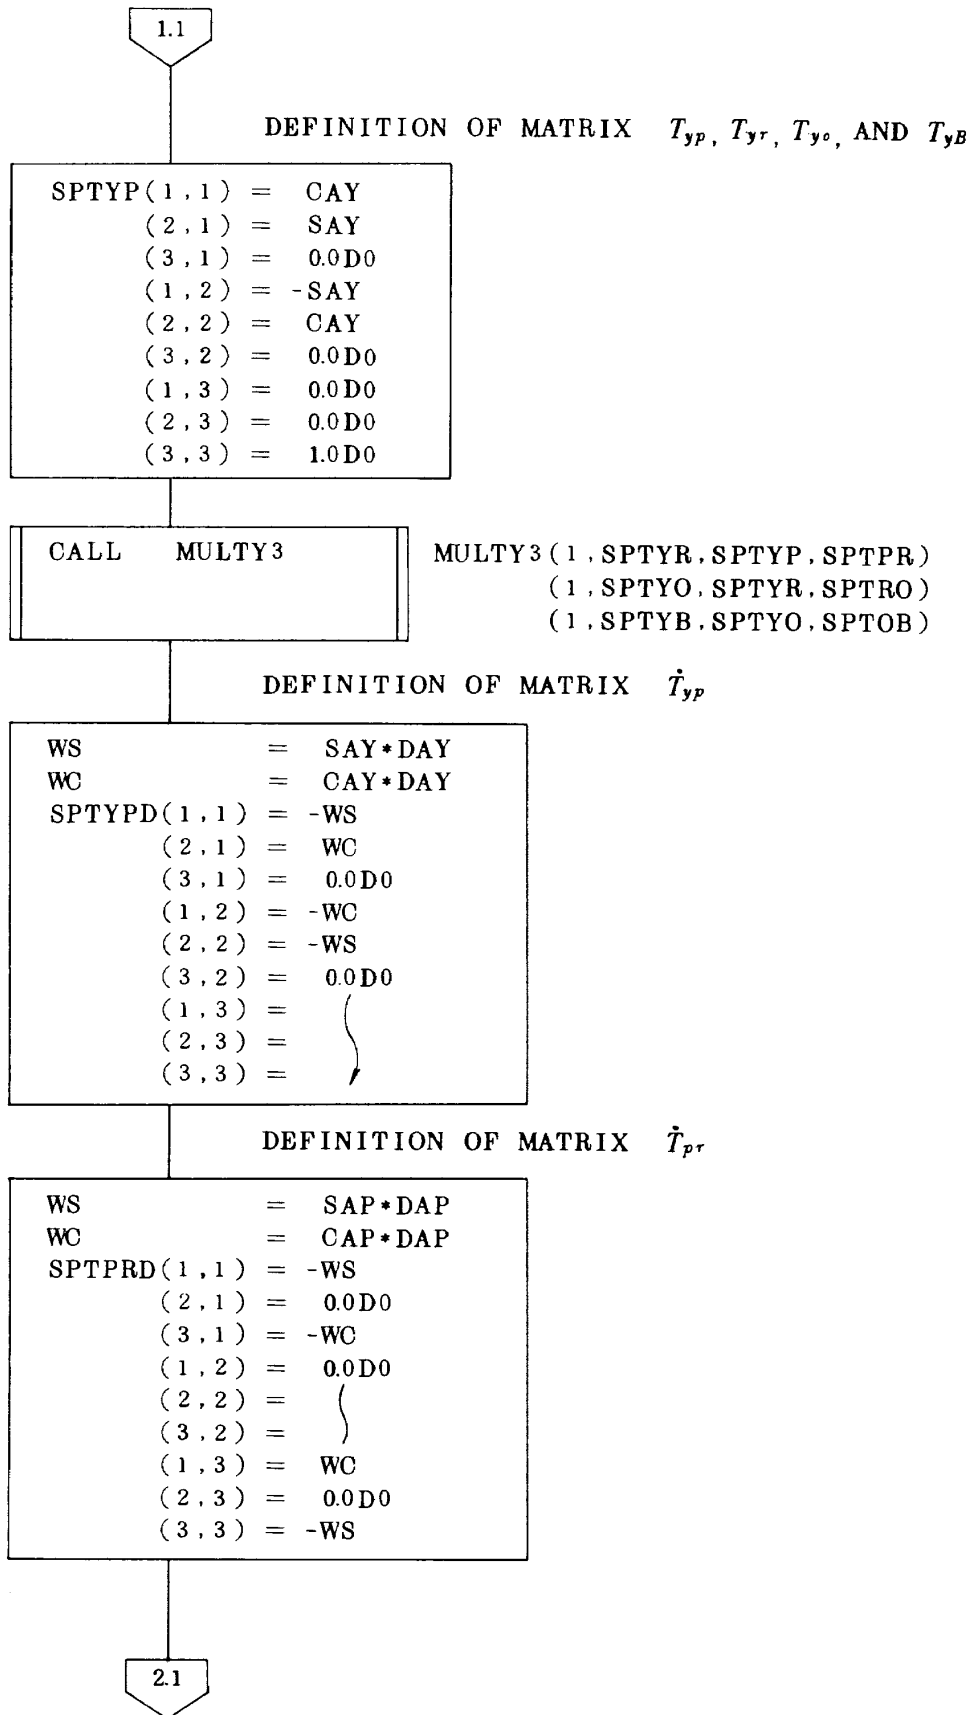 1.1
DEFINITION OF MATRIX Typ, Tyr, Tyo, AND TyB
SPTYP(1,1) = CAY
(2,1) = SAY
(3,1) = 0.0D0
(1,2) = -SAY
(2,2) = CAY
(3,2) = 0.0D0
(1,3) = 0.0D0
(2,3) = 0.0D0
(3,3) = 1.0D0
CALL MULTY3
MULTY3(1,SPTYR,SPTYP,SPTPR)
(1,SPTYO,SPTYR,SPTRO)
(1,SPTYB,SPTYO,SPTOB)
DEFINITION OF MATRIX Ṫyp
WS = SAY*DAY
WC = CAY*DAY
SPTYPD(1,1) = -WS
(2,1) = WC
(3,1) = 0.0D0
(1,2) = -WC
(2,2) = -WS
(3,2) = 0.0D0
(1,3) =
(2,3) =
(3,3) =
DEFINITION OF MATRIX Ṫpr
WS = SAP*DAP
WC = CAP*DAP
SPTPRD(1,1) = -WS
(2,1) = 0.0D0
(3,1) = -WC
(1,2) = 0.0D0
(2,2) =
(3,2) =
(1,3) = WC
(2,3) = 0.0D0
(3,3) = -WS
2.1